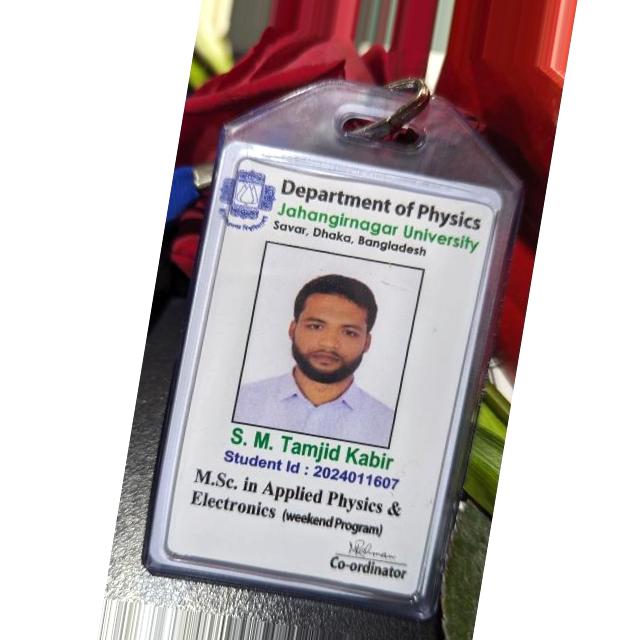 Department of Physics
Jahangirnagar University
Savar, Dhaka, Bangladesh
S. M. Tamjid Kabir
Student Id : 2024011607
M.Sc. in Applied Physics &
Electronics (weekend Program)
Co-ordinator